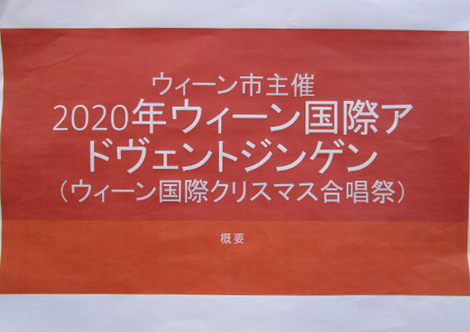 ウィーン市主催
2020年ウィーン国際ア
ドヴェントジンゲン
（ウィーン国際クリスマス合唱祭）
概要